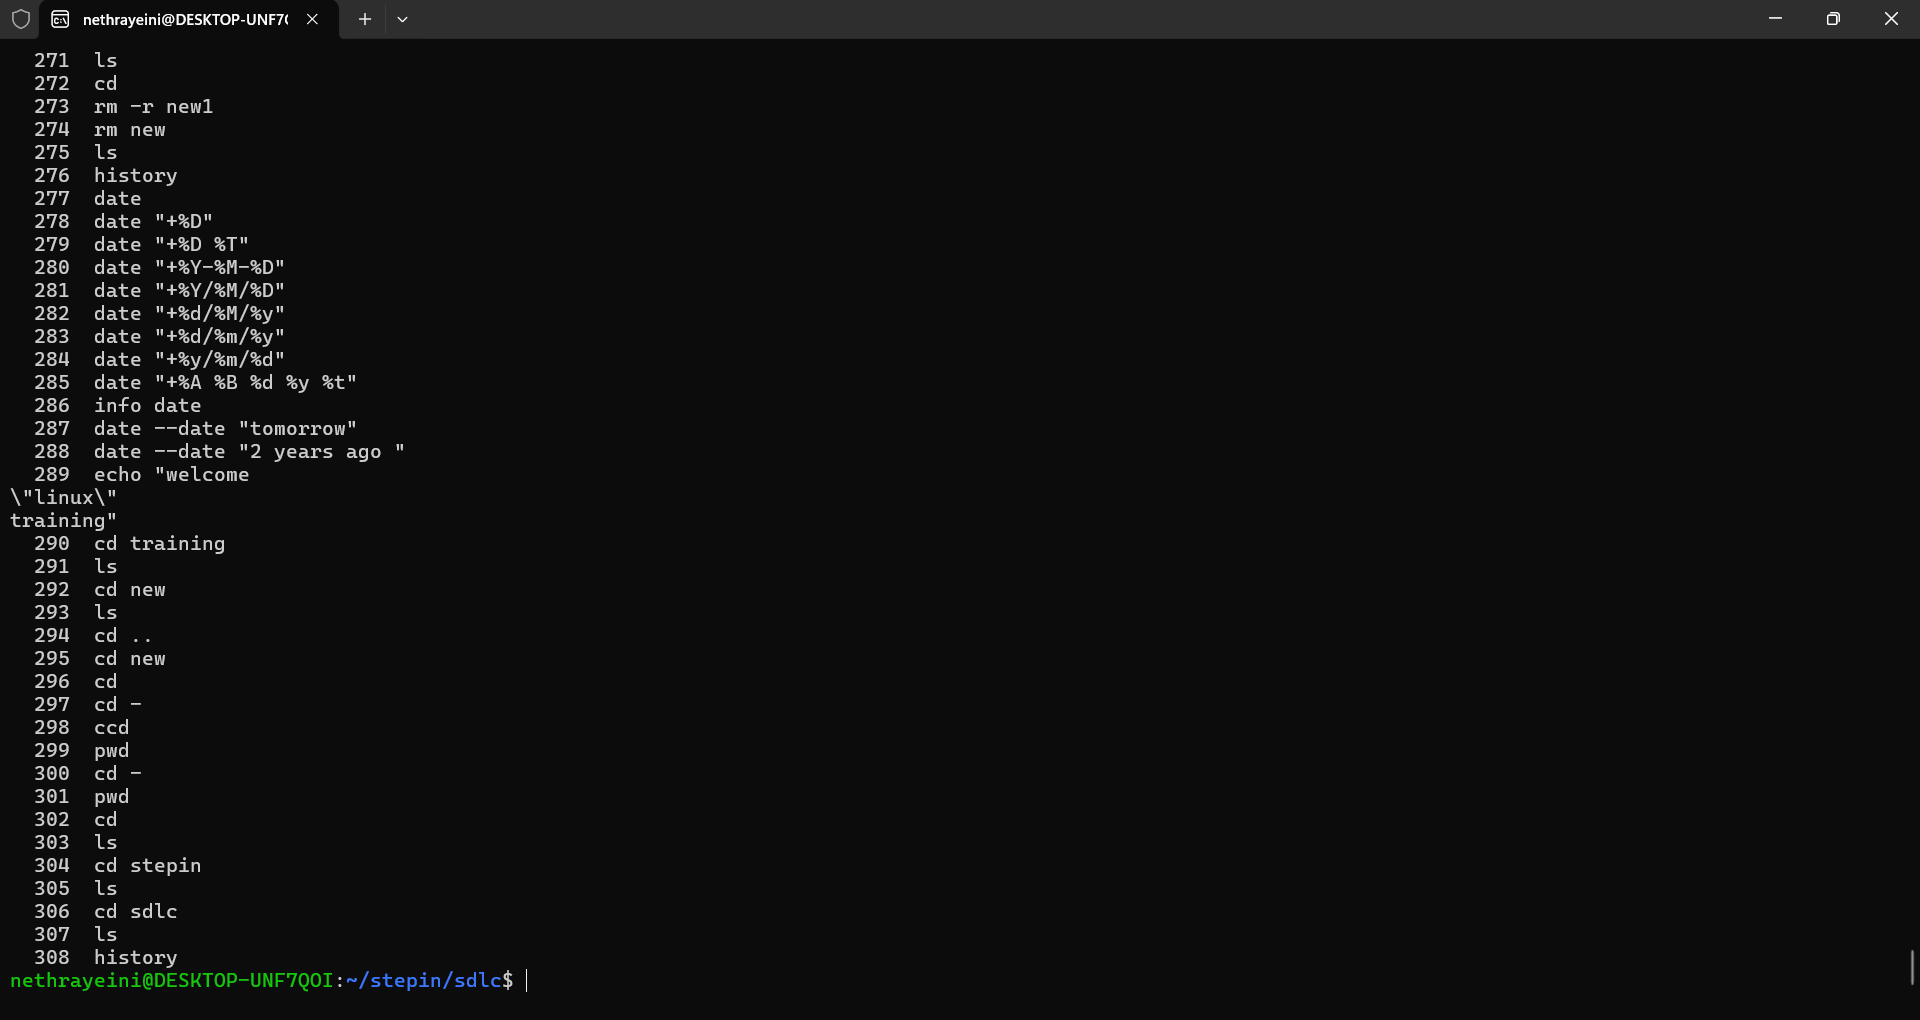 nethrayeini@DESKTOP-UNF7
271 ls
272 cd
273 rm -r new1
274 rm new
275 ls
276 history
277 date
278 date "+%D"
279 date "+%D %T"
280 date "+%Y-%M-%D"
281 date "+%Y/%M/%D"
282 date "+%d/%M/%y"
283 date "+%d/%m/%y"
284 date "+%y/%m/%d"
285 date "+%A %B %d %y %t"
286 info date
287 date --date "tomorrow"
288 date --date "2 years ago "
289 echo "welcome
\"linux\"
training"
290 cd training
291 ls
292 cd new
293 ls
294 cd ..
295 cd new
296 cd
297 cd -
298 ccd
299 pwd
300 cd -
301 pwd
302 cd
303 ls
304 cd stepin
305 ls
306 cd sdlc
307 ls
308 history
nethrayeini@DESKTOP-UNF7QOI:~/stepin/sdlc$